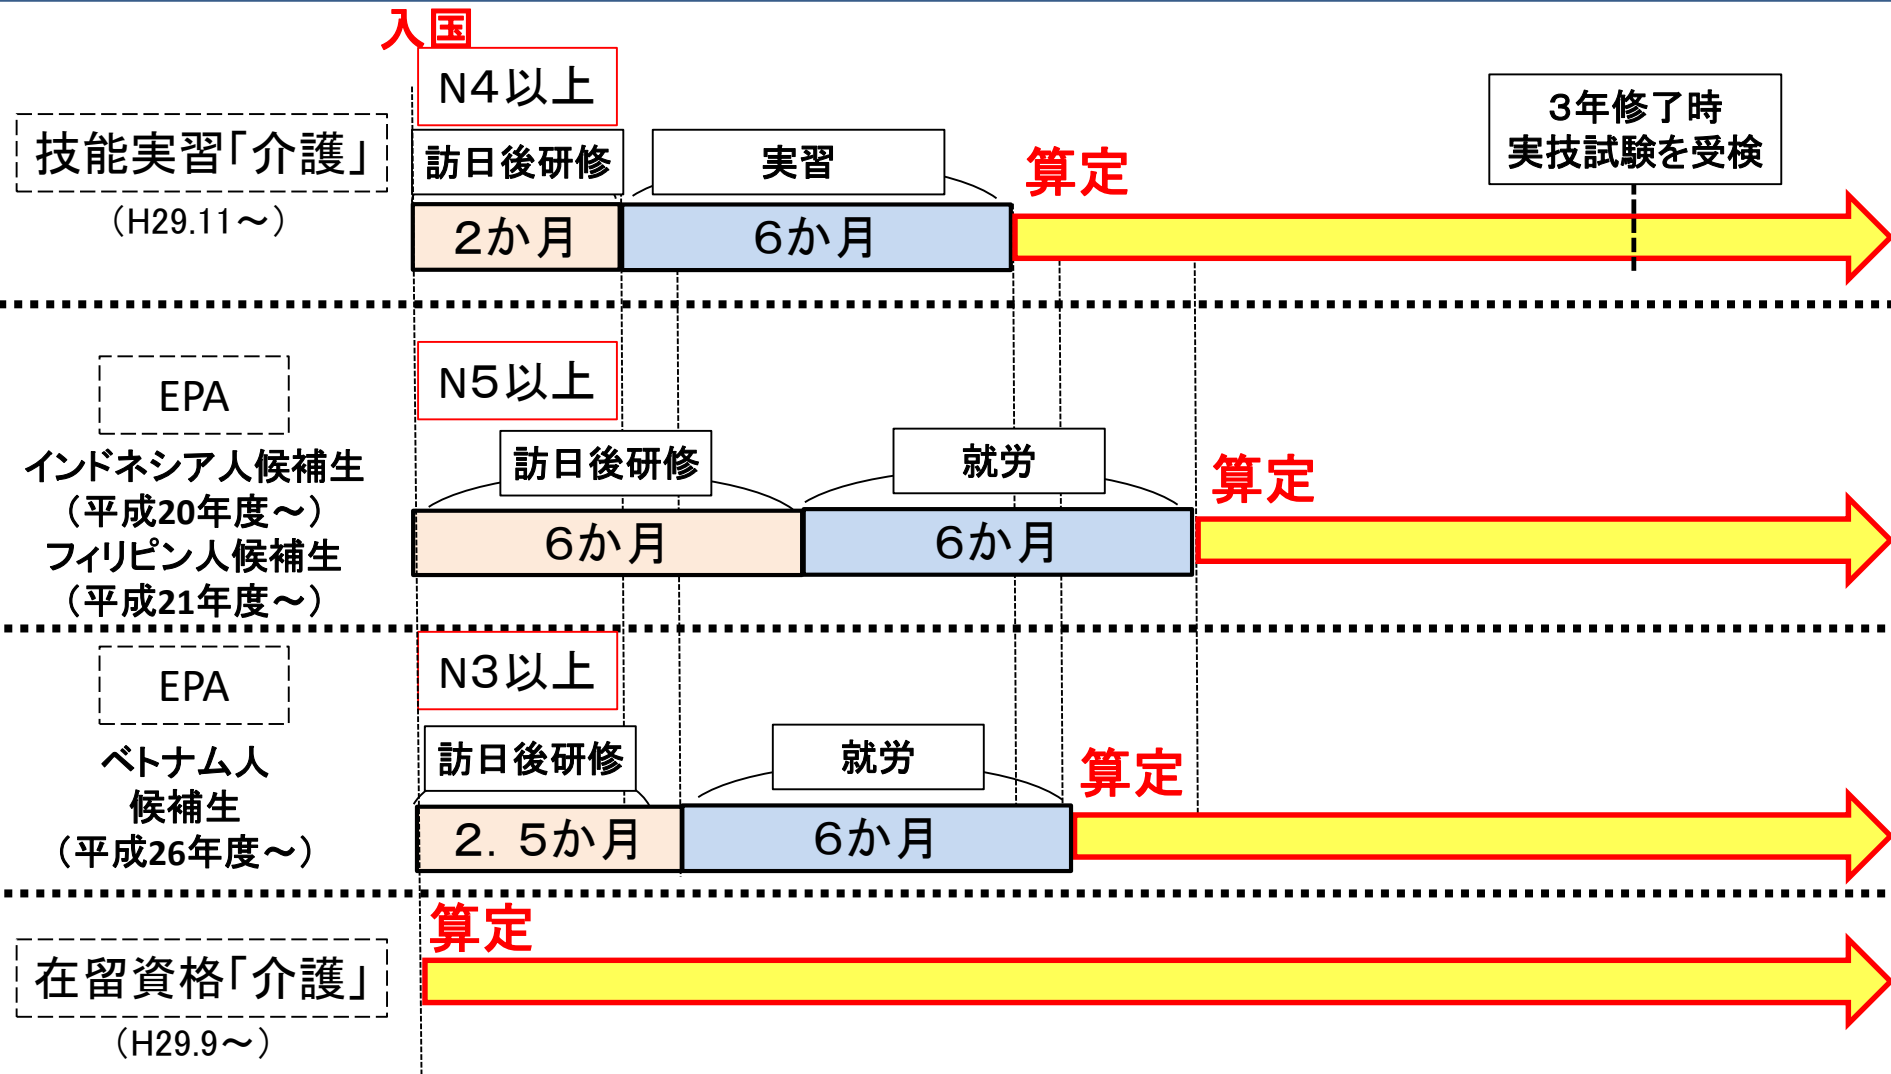 入国
N4以上
技能実習「介護」
（H29.11～）
訪日後研修
実習
算定
3年修了時
実技試験を受検
2か月
6か月
EPA
インドネシア人候補生
（平成20年度～）
フィリピン人候補生
（平成21年度～）
N5以上
訪日後研修
就労
算定
6か月
6か月
EPA
ベトナム人
候補生
（平成26年度～）
N3以上
訪日後研修
就労
算定
2．5か月
6か月
在留資格「介護」
（H29.9～）
算定